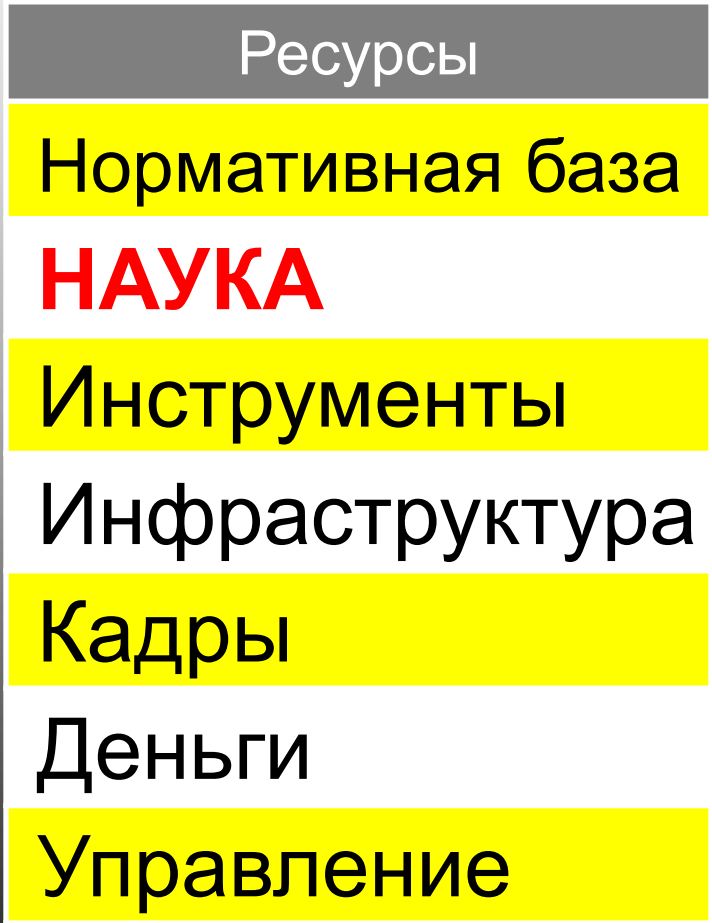 Ресурсы
Нормативная база
НАУКА
Инструменты
Инфраструктура
Кадры
Деньги
Управление